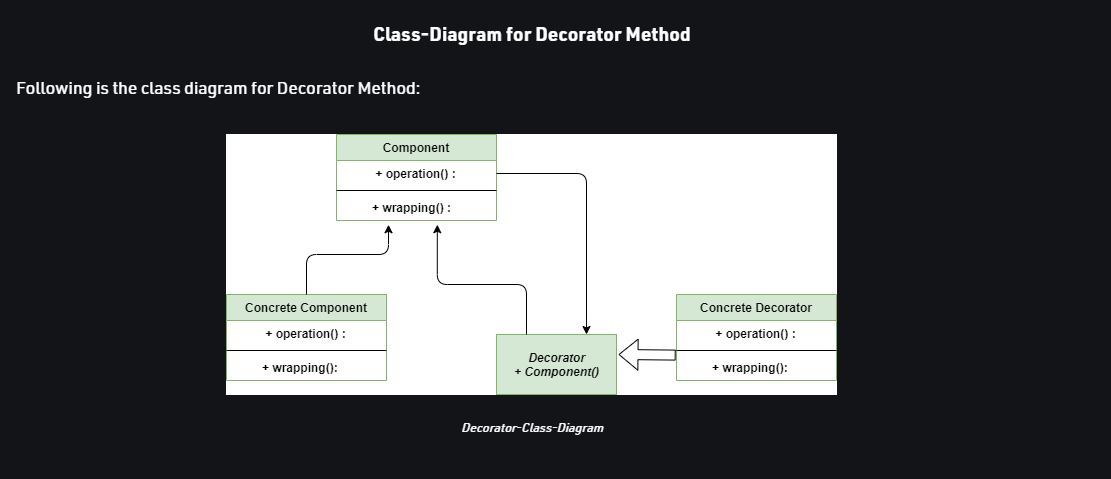 Class-Diagram for Decorator Method
Following is the class diagram for Decorator Method:
Component
+ operation() :
+ wrapping() :
Concrete Component
+ operation() :
+ wrapping():
Decorator
+ Component()
Concrete Decorator
+ operation() :
+ wrapping():
Decorator-Class-Diagram